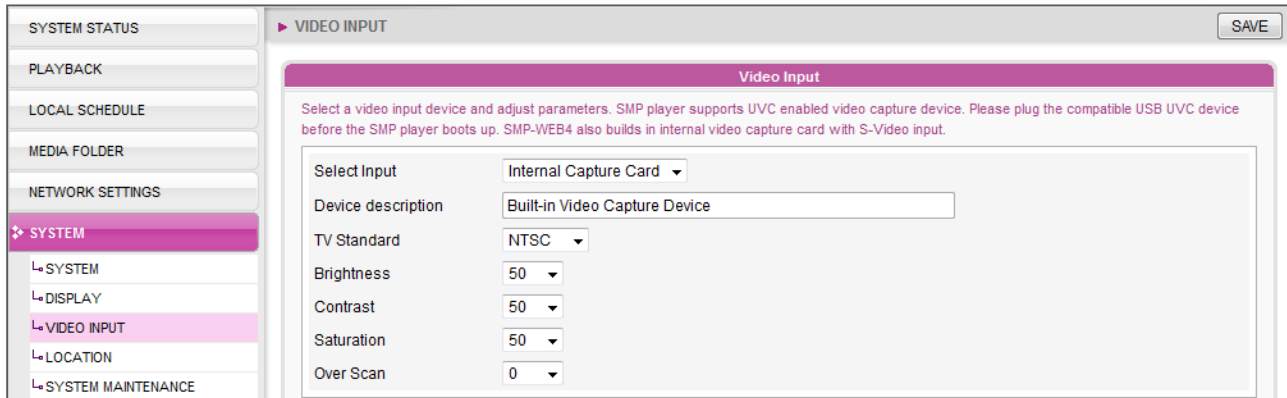 SYSTEM STATUS
PLAYBACK
LOCAL SCHEDULE
MEDIA FOLDER
NETWORK SETTINGS
SYSTEM
SYSTEM
DISPLAY
VIDEO INPUT
LOCATION
SYSTEM MAINTENANCE
VIDEO INPUT
SAVE
Video Input
Select a video input device and adjust parameters. SMP player supports UVC enabled video capture device. Please plug the compatible USB UVC device
before the SMP player boots up. SMP-WEB4 also builds in internal video capture card with S-Video input.
Select Input Internal Capture Card
Device description Built-in Video Capture Device
TV Standard NTSC
Brightness 50
Contrast 50
Saturation 50
Over Scan 0